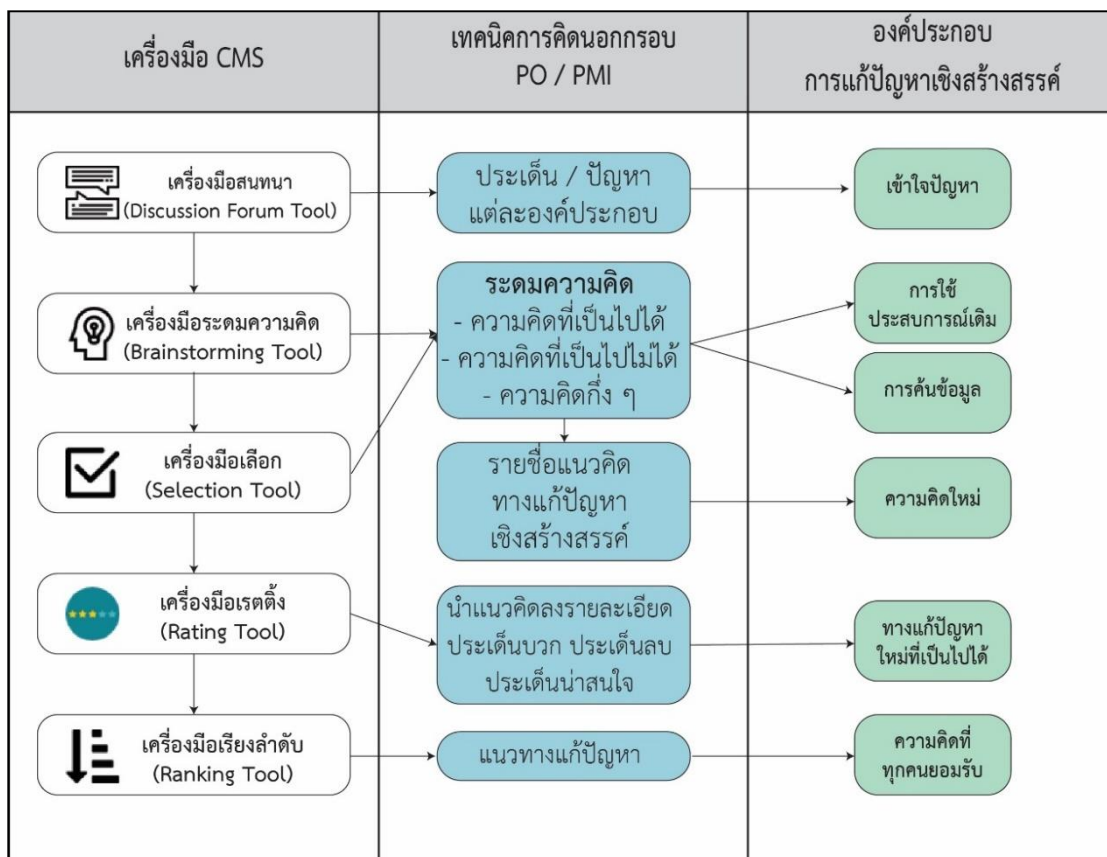 เครื่องมือ CMS
เทคนิคการคิดนอกกรอบ
PO / PMI
องค์ประกอบ
การแก้ปัญหาเชิงสร้างสรรค์
เครื่องมือสนทนา
(Discussion Forum Tool)
ประเด็น / ปัญหา
แต่ละองค์ประกอบ
เข้าใจปัญหา
เครื่องมือระดมความคิด
(Brainstorming Tool)
ระดมความคิด
- ความคิดที่เป็นไปได้
- ความคิดที่เป็นไปไม่ได้
- ความคิดกึ่ง ๆ
การใช้
ประสบการณ์เดิม
การค้นข้อมูล
เครื่องมือเลือก
(Selection Tool)
รายชื่อแนวคิด
ทางแก้ปัญหา
เชิงสร้างสรรค์
ความคิดใหม่
เครื่องมือเรตติ้ง
(Rating Tool)
นำแนวคิดลงรายละเอียด
ประเด็นบวก ประเด็นลบ
ประเด็นน่าสนใจ
ทางแก้ปัญหา
ใหม่ที่เป็นไปได้
เครื่องมือเรียงลำดับ
(Ranking Tool)
แนวทางแก้ปัญหา
ความคิดที่
ทุกคนยอมรับ